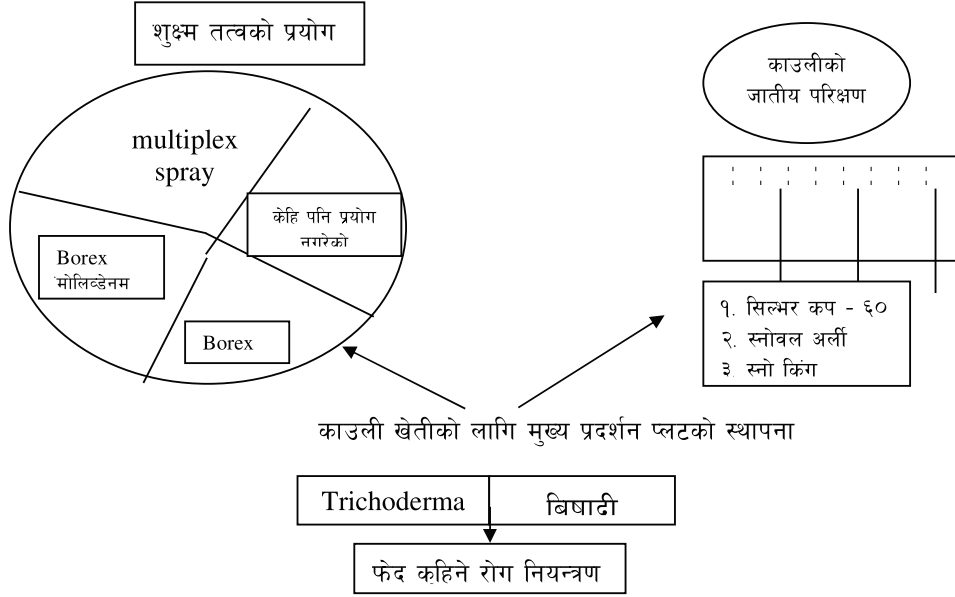 शुक्ष्म तत्वको प्रयोग
multiplex
spray
केहि पनि प्रयोग
नगरेको
Borex
मोलिव्डेनम
Borex
काउलीको
जातीय परिक्षण
१. सिल्भर कप - ६०
२. स्नोवल अर्ली
३. स्नो किंग
काउली खेतीको लागि मुख्य प्रदर्शन प्लटको स्थापना
Trichoderma
बिषादी
फेद कुहिने रोग नियन्त्रण